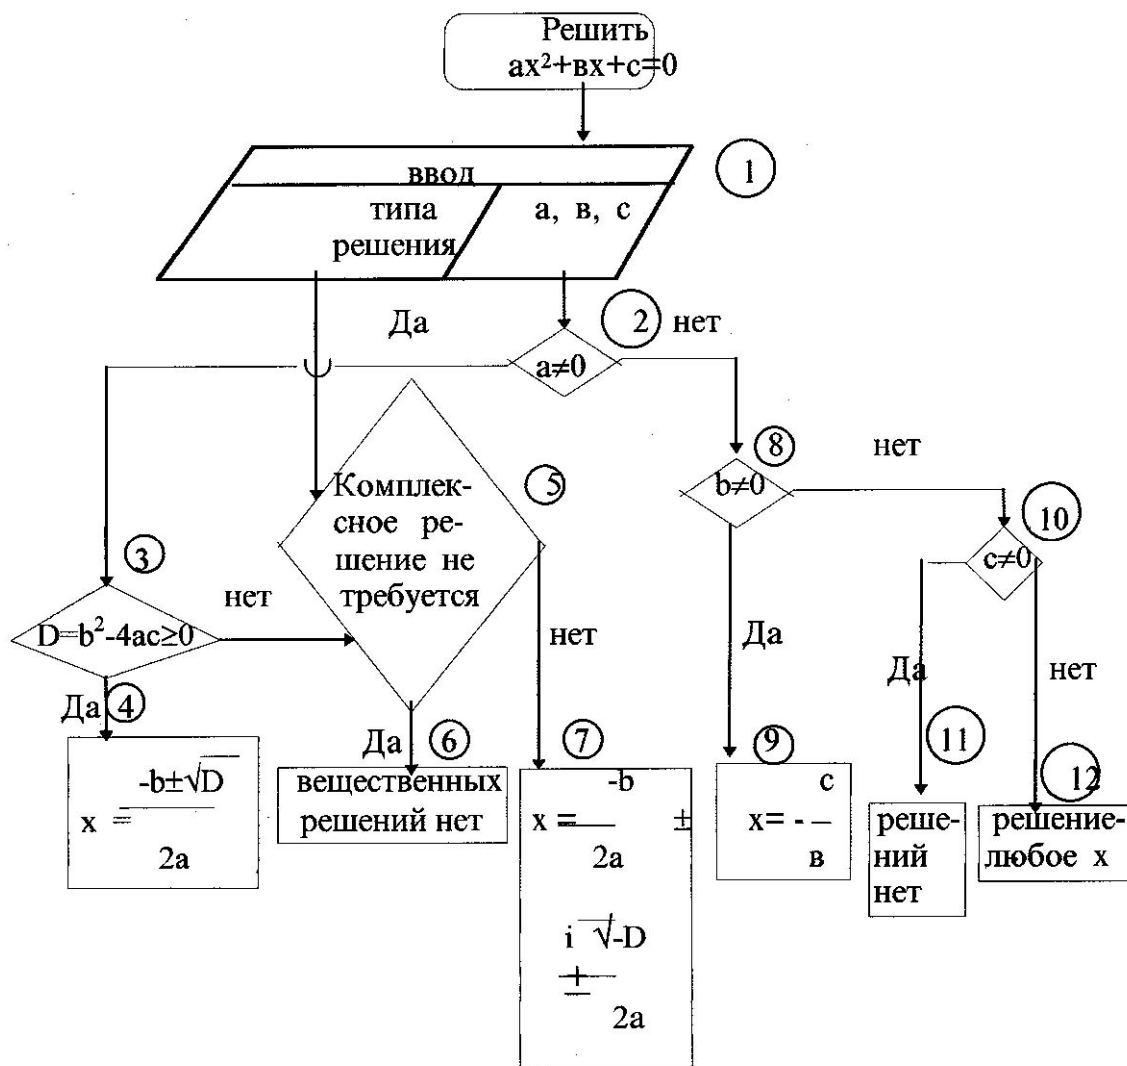 Решить
ах²+вх+с=0
1
ввод
типа
решения
а, в, с
Да
2
нет
а≠0
8
нет
b≠0
5
Комплек-
сное ре-
шение не
требуется
10
с≠0
3
нет
D=b²-4ac≥0
нет
Да
Да
нет
Да 4
Да 6
7
9
11
12
-b±√D
x =
2a
вещественных
решений нет
-b
x = ±
2a
i √-D
±
2a
с
x= -
в
реше-
ний
нет
решение-
любое х